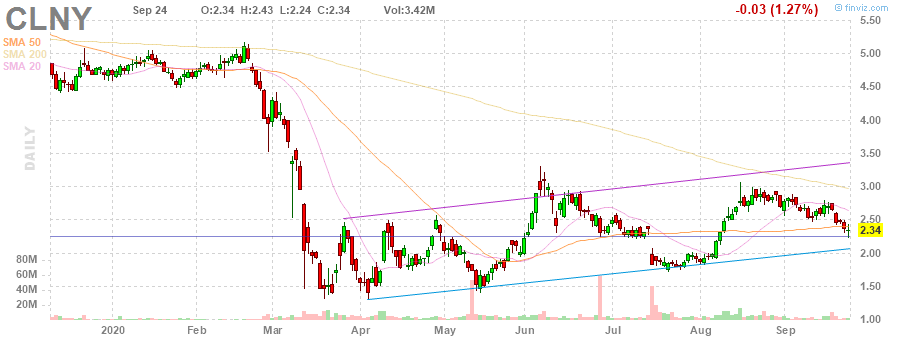 CLNY
Sep 24 O:2.34 H:2.43 L:2.24 C:2.34 Vol:3.42M -0.03 (1.27%)
© finviz.com
SMA 50
SMA 200
SMA 20
DAILY
5.50
5.00
4.50
4.00
3.50
3.00
2.50
2.34
2.00
1.50
1.00
80M
60M
40M
20M
2020 Feb Mar Apr May Jun Jul Aug Sep